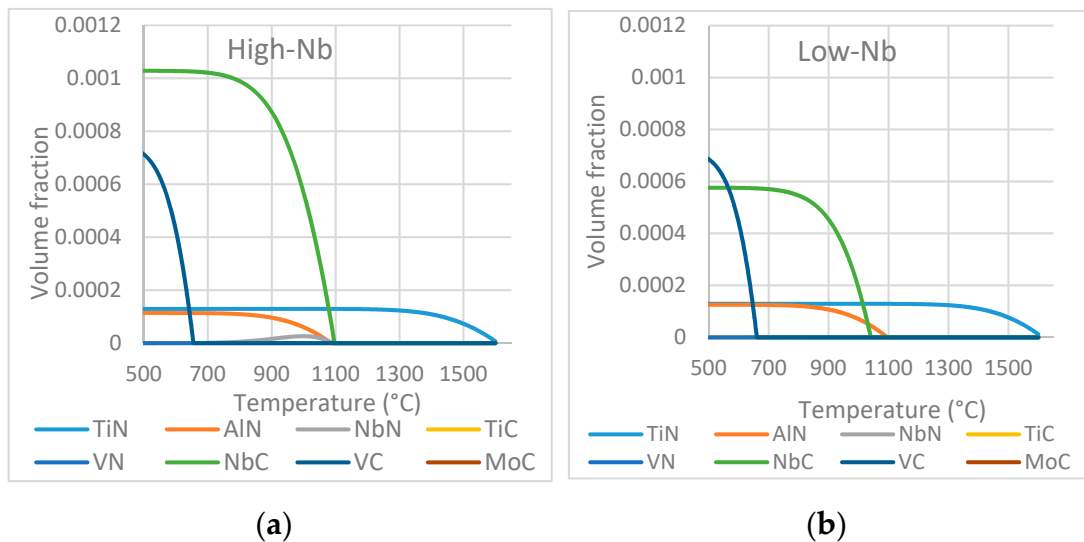 High-Nb
0.0012
0.001
0.0008
0.0006
0.0004
0.0002
0
Volume fraction
500 700 900 1100 1300 1500
Temperature (°C)
TiN AlN NbN TiC
VN NbC VC MoC
(a)
Low-Nb
0.0012
0.001
0.0008
0.0006
0.0004
0.0002
0
Volume fraction
500 700 900 1100 1300 1500
Temperature (°C)
TiN AlN NbN TiC
VN NbC VC MoC
(b)